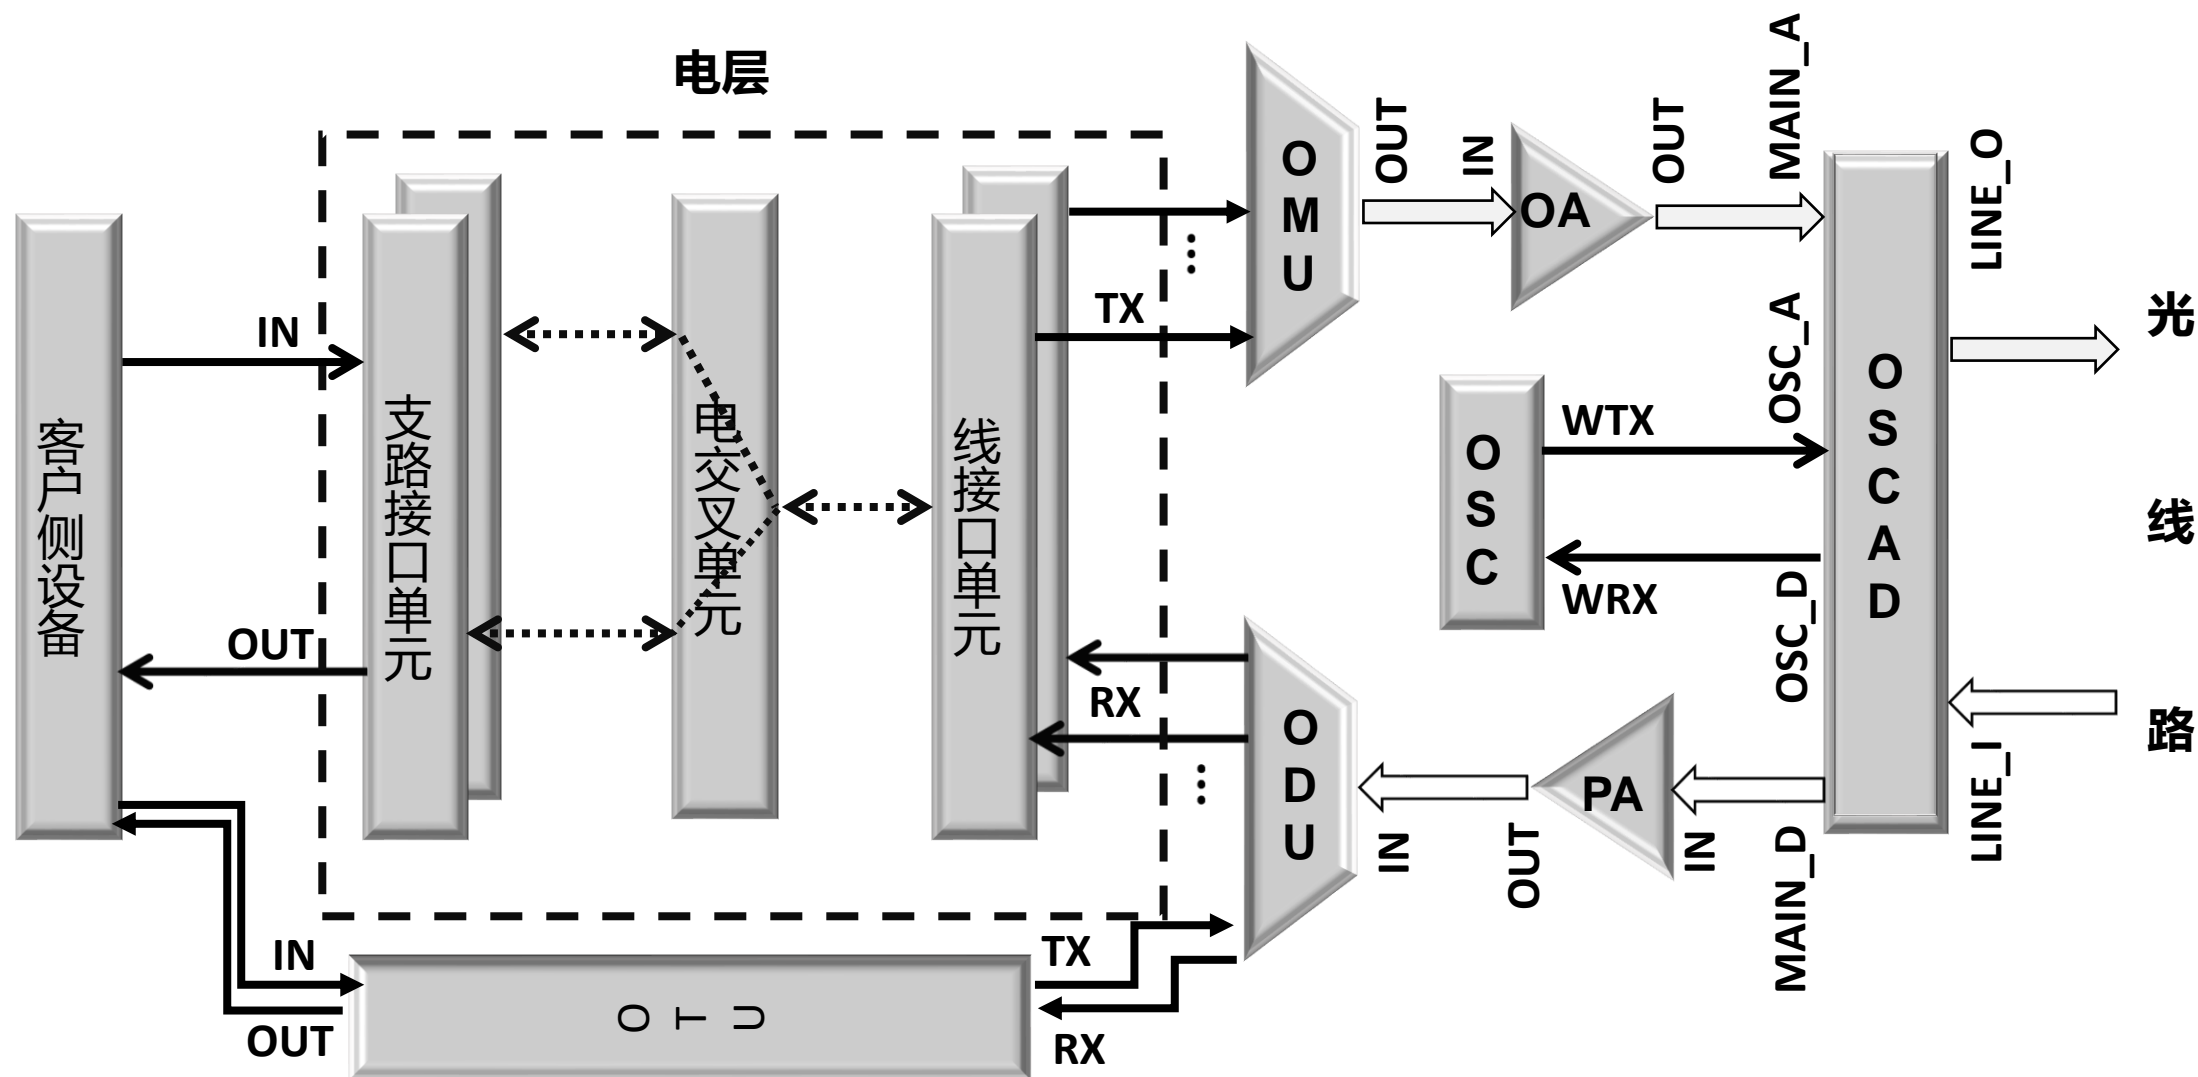 电层
客户侧设备
IN
OUT
支路接口单元
电交叉单元
线接口单元
TX
RX
OMU
OUT
IN
OA
OUT
MAIN_A
LINE_O
OSC_A
OSC
WTX
WRX
OSCAD
OSC_D
光线路
LINE_I
MAIN_D
IN
PA
OUT
IN
ODU
IN
OUT
OTU
TX
RX